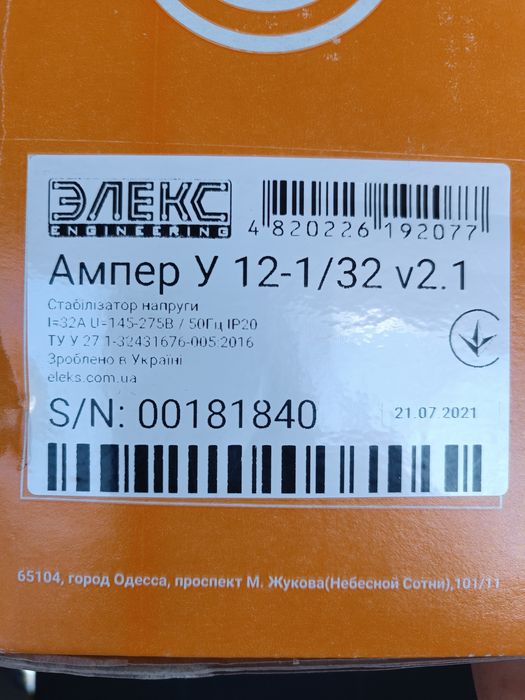 ЭЛЕКС
ENGINEERING
4 820226 192077
Ампер У 12-1/32 v2.1
Стабілізатор напруги
I=32А U=145-275В / 50Гц IP20
ТУ У 27.1-32431676-005:2016
Зроблено в Україні
eleks.com.ua
S/N: 00181840
21.07.2021
65104, город Одесса, проспект М. Жукова(Небесной Сотни),101/11